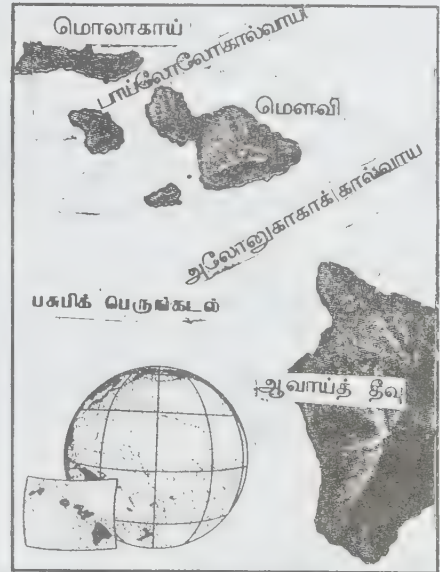 மொலாகாய்
பாய்லோலோகால்வாய்
மௌவி
அலேனுகாகாக் கால்வாய
பசுபிக் பெருங்கடல்
ஆவாய்த் தீவு